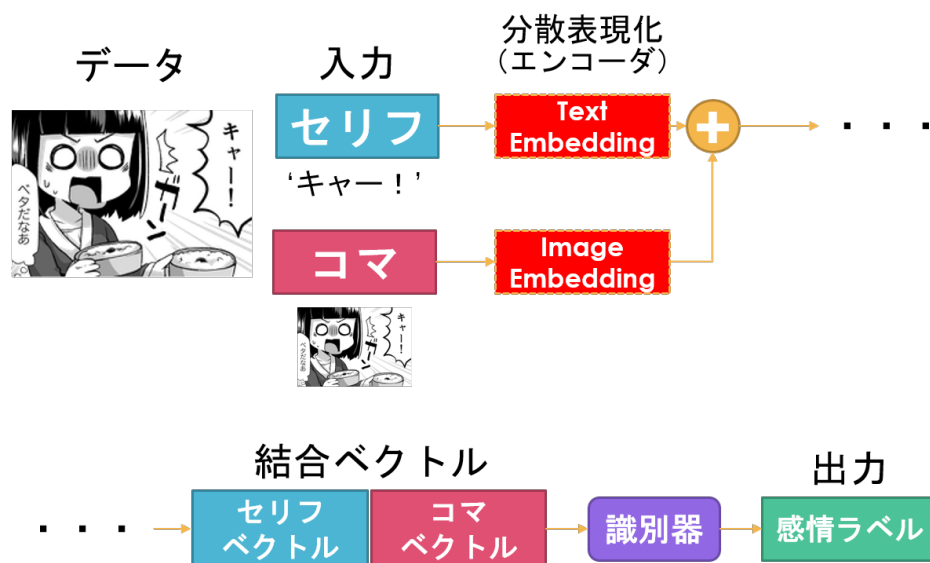 データ
入力
分散表現化
（エンコーダ）
キャー！
ガーン
ベタだなあ
セリフ
Text
Embedding
+
・・・
‘キャー！’
コマ
Image
Embedding
キャー！
ガーン
ベタだなあ
結合ベクトル
出力
・・・
セリフ
ベクトル
コマ
ベクトル
識別器
感情ラベル